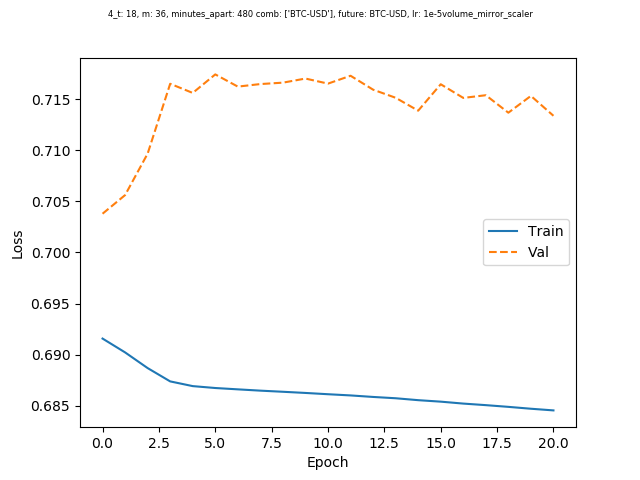 4_t: 18, m: 36, minutes_apart: 480 comb: ['BTC-USD'], future: BTC-USD, lr: 1e-5volume_mirror_scaler
0.715
0.710
0.705
0.700
0.695
0.690
0.685
Loss
Train
Val
0.0 2.5 5.0 7.5 10.0 12.5 15.0 17.5 20.0
Epoch